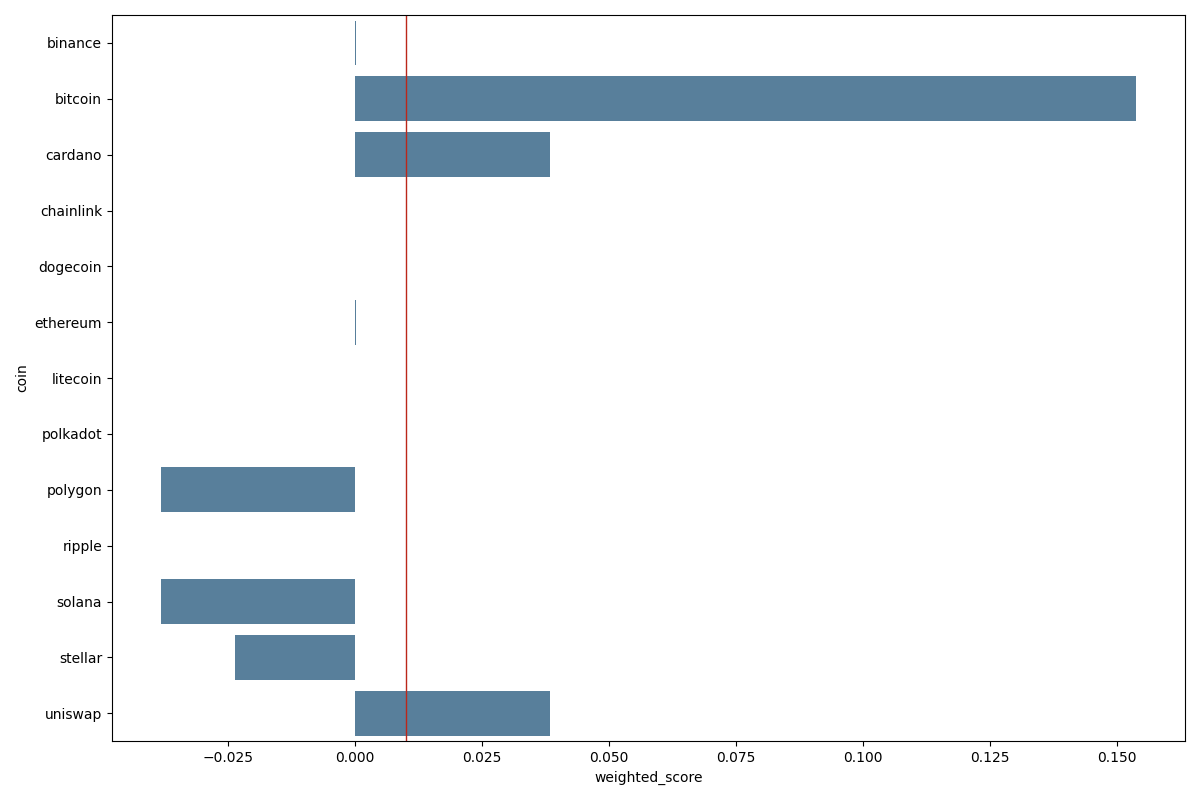 binance
bitcoin
cardano
chainlink
dogecoin
ethereum
litecoin
polkadot
polygon
ripple
solana
stellar
uniswap
coin
−0.025 0.000 0.025 0.050 0.075 0.100 0.125 0.150
weighted_score